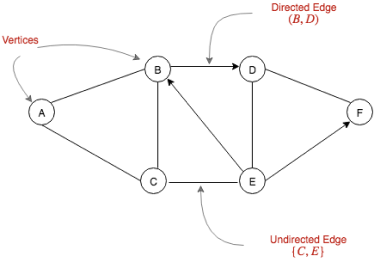 Directed Edge
(B, D)
Vertices
B
D
A
F
C
E
Undirected Edge
{C, E}